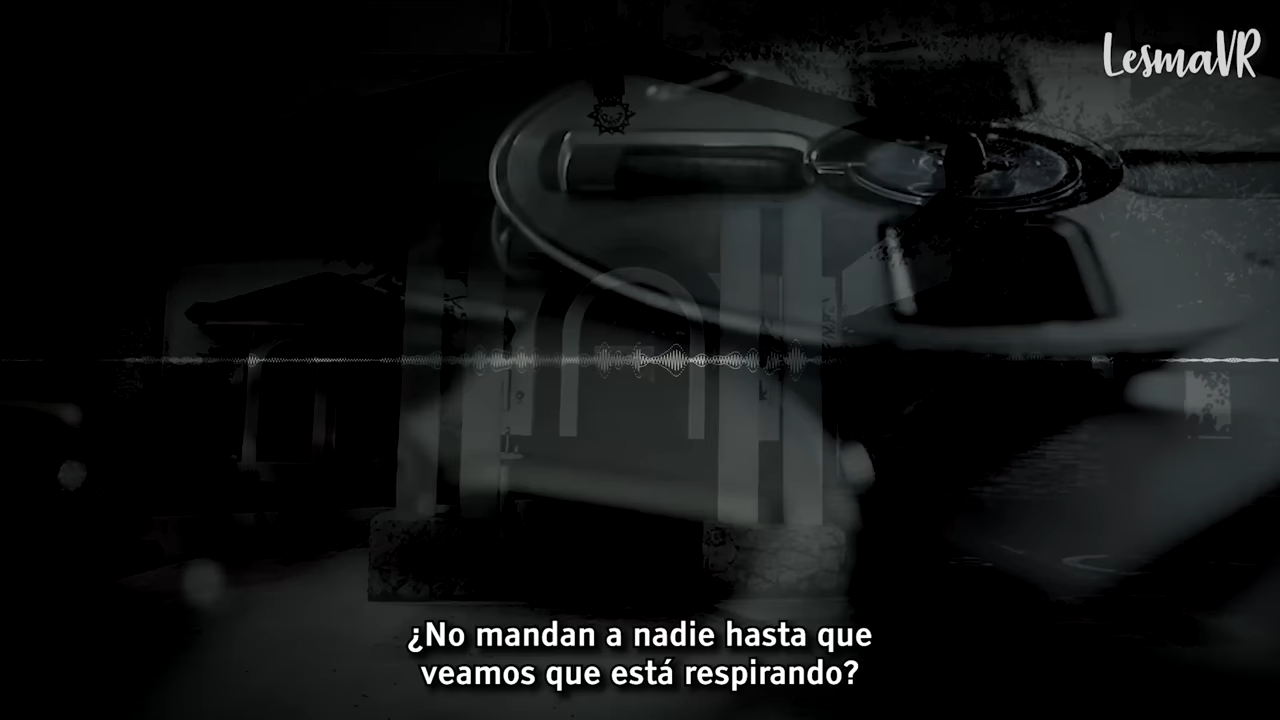 LesmaVR
¿No mandan a nadie hasta que
veamos que está respirando?